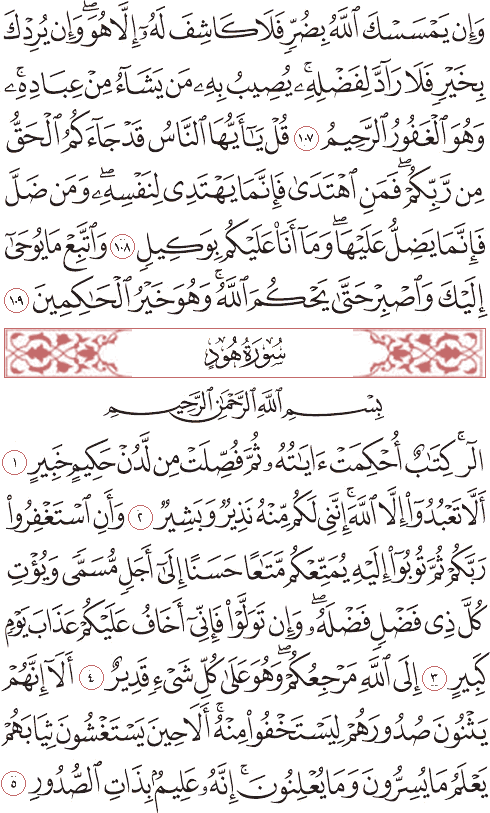 وَإِن يَمْسَسْكَ ٱللَّهُ بِضُرٍّ فَلَا كَاشِفَ لَهُۥٓ إِلَّا هُوَ ۖ وَإِن يُرِدْكَ
بِخَيْرٍ فَلَا رَآدَّ لِفَضْلِهِۦ ۚ يُصِيبُ بِهِۦ مَن يَشَآءُ مِنْ عِبَادِهِۦ ۚ
وَهُوَ ٱلْغَفُورُ ٱلرَّحِيمُ ١٠٧ قُلْ يَـٰٓأَيُّهَا ٱلنَّاسُ قَدْ جَآءَكُمُ ٱلْحَقُّ
مِن رَّبِّكُمْ ۖ فَمَنِ ٱهْتَدَىٰ فَإِنَّمَا يَهْتَدِى لِنَفْسِهِۦ ۖ وَمَن ضَلَّ
فَإِنَّمَا يَضِلُّ عَلَيْهَا ۖ وَمَآ أَنَا۠ عَلَيْكُم بِوَكِيلٍ ١٠٨ وَٱتَّبِعْ مَا يُوحَىٰٓ
إِلَيْكَ وَٱصْبِرْ حَتَّىٰ يَحْكُمَ ٱللَّهُ ۚ وَهُوَ خَيْرُ ٱلْحَـٰكِمِينَ ١٠٩
سُورَةُ هُودٍ
بِسْمِ ٱللَّهِ ٱلرَّحْمَـٰنِ ٱلرَّحِيمِ
الٓر ۚ كِتَـٰبٌ أُحْكِمَتْ ءَايَـٰتُهُۥ ثُمَّ فُصِّلَتْ مِن لَّدُنْ حَكِيمٍ خَبِيرٍ ١
أَلَّا تَعْبُدُوٓا۟ إِلَّا ٱللَّهَ ۚ إِنَّنِى لَكُم مِّنْهُ نَذِيرٌ وَبَشِيرٌ ٢ وَأَنِ ٱسْتَغْفِرُوا۟
رَبَّكُمْ ثُمَّ تُوبُوٓا۟ إِلَيْهِ يُمَتِّعْكُم مَّتَـٰعًا حَسَنًا إِلَىٰٓ أَجَلٍ مُّسَمًّى وَيُؤْتِ
كُلَّ ذِى فَضْلٍ فَضْلَهُۥ ۖ وَإِن تَوَلَّوْا۟ فَإِنِّىٓ أَخَافُ عَلَيْكُمْ عَذَابَ يَوْمٍ
كَبِيرٍ ٣ إِلَى ٱللَّهِ مَرْجِعُكُمْ ۖ وَهُوَ عَلَىٰ كُلِّ شَىْءٍ قَدِيرٌ ٤ أَلَآ إِنَّهُمْ
يَثْنُونَ صُدُورَهُمْ لِيَسْتَخْفُوا۟ مِنْهُ ۚ أَلَا حِينَ يَسْتَغْشُونَ ثِيَابَهُمْ
يَعْلَمُ مَا يُسِرُّونَ وَمَا يُعْلِنُونَ ۚ إِنَّهُۥ عَلِيمٌۢ بِذَاتِ ٱلصُّدُورِ ٥